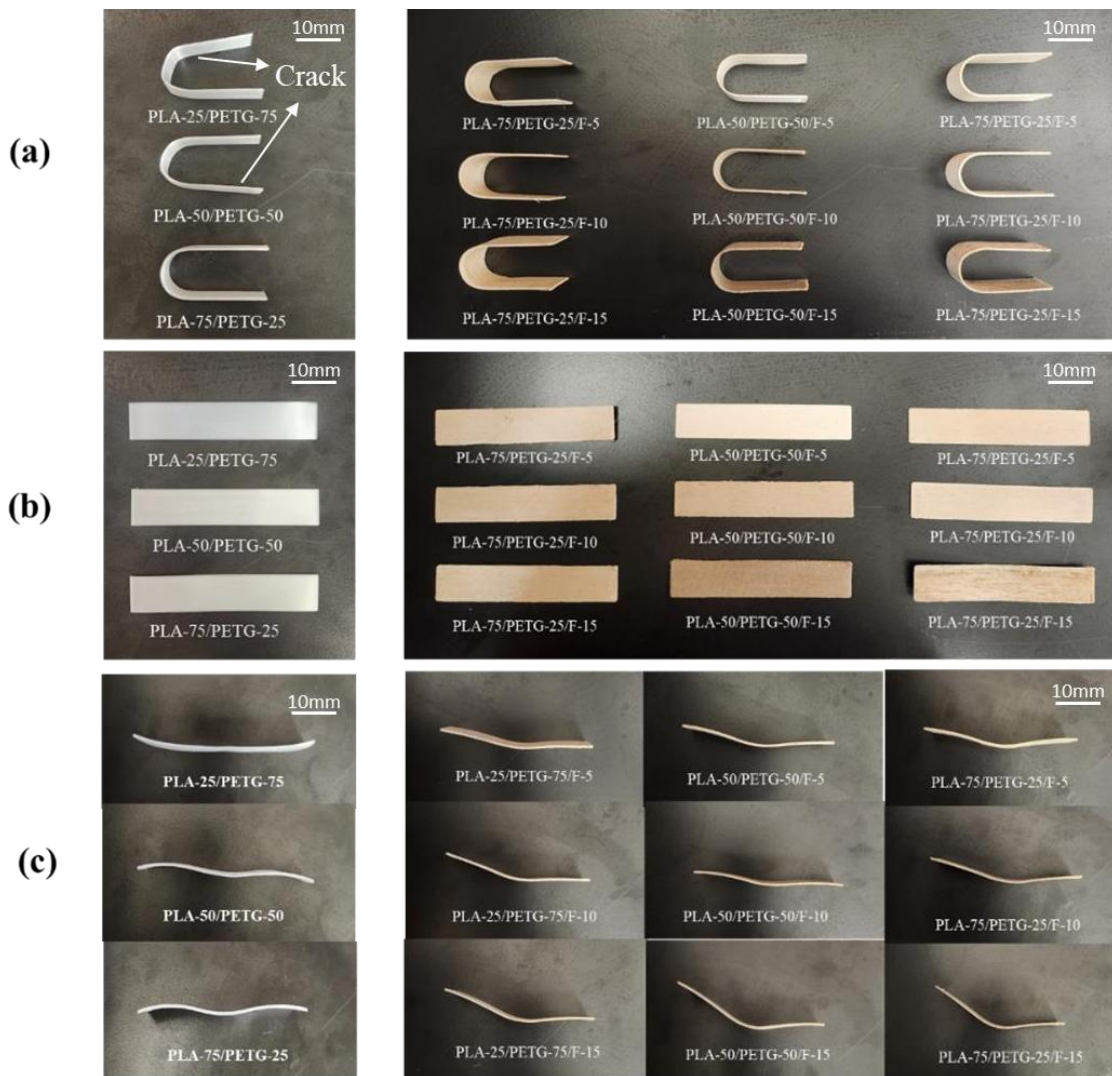 (a)
10mm
Crack
PLA-25/PETG-75
PLA-50/PETG-50
PLA-75/PETG-25
10mm
PLA-75/PETG-25/F-5
PLA-50/PETG-50/F-5
PLA-75/PETG-25/F-5
PLA-75/PETG-25/F-10
PLA-50/PETG-50/F-10
PLA-75/PETG-25/F-10
PLA-75/PETG-25/F-15
PLA-50/PETG-50/F-15
PLA-75/PETG-25/F-15
(b)
10mm
PLA-25/PETG-75
PLA-50/PETG-50
PLA-75/PETG-25
10mm
PLA-75/PETG-25/F-5
PLA-50/PETG-50/F-5
PLA-75/PETG-25/F-5
PLA-75/PETG-25/F-10
PLA-50/PETG-50/F-10
PLA-75/PETG-25/F-10
PLA-75/PETG-25/F-15
PLA-50/PETG-50/F-15
PLA-75/PETG-25/F-15
(c)
10mm
PLA-25/PETG-75
PLA-50/PETG-50
PLA-75/PETG-25
10mm
PLA-25/PETG-75/F-5
PLA-50/PETG-50/F-5
PLA-75/PETG-25/F-5
PLA-25/PETG-75/F-10
PLA-50/PETG-50/F-10
PLA-75/PETG-25/F-10
PLA-25/PETG-75/F-15
PLA-50/PETG-50/F-15
PLA-75/PETG-25/F-15